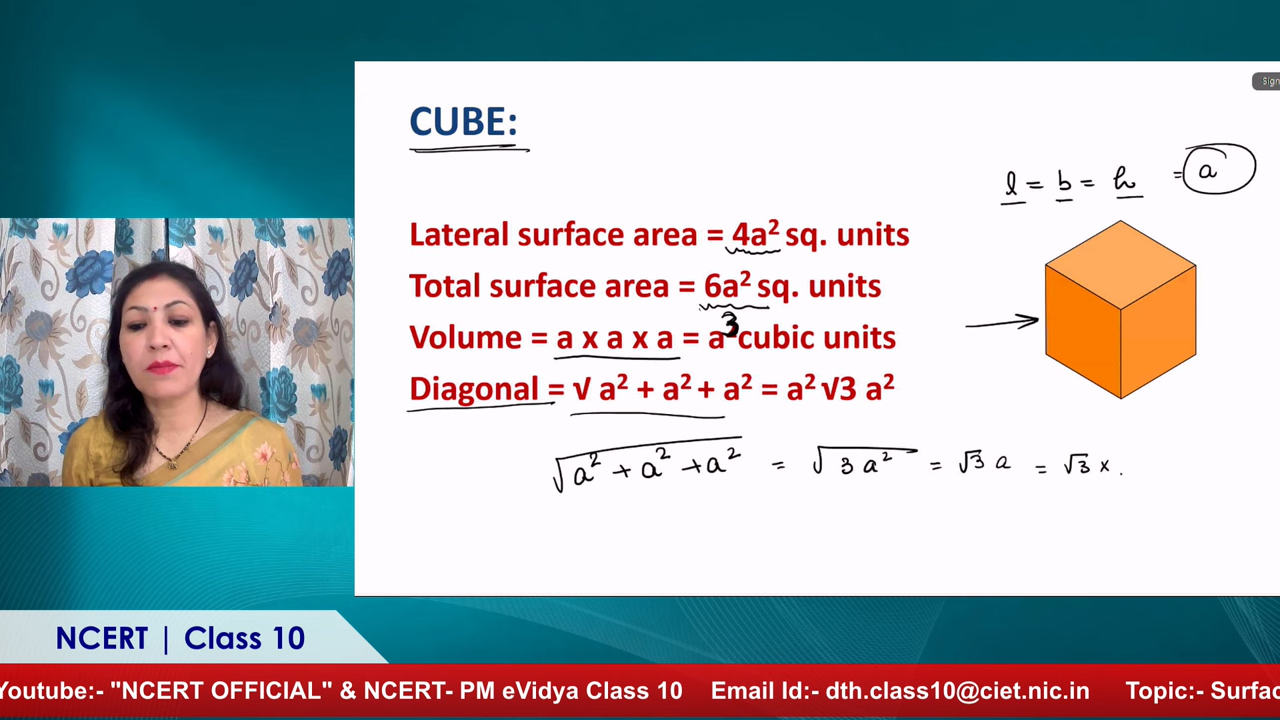 Sign
CUBE:
l = b = h = a
Lateral surface area = 4a² sq. units
Total surface area = 6a² sq. units
Volume = a x a x a = a³ cubic units
Diagonal = √ a² + a² + a² = a² √3 a²
√a² + a² + a² = √3a² = √3 a = √3 × .
NCERT | Class 10
Youtube:- "NCERT OFFICIAL" & NCERT- PM eVidya Class 10 Email Id:- dth.class10@ciet.nic.in Topic:- Surfac